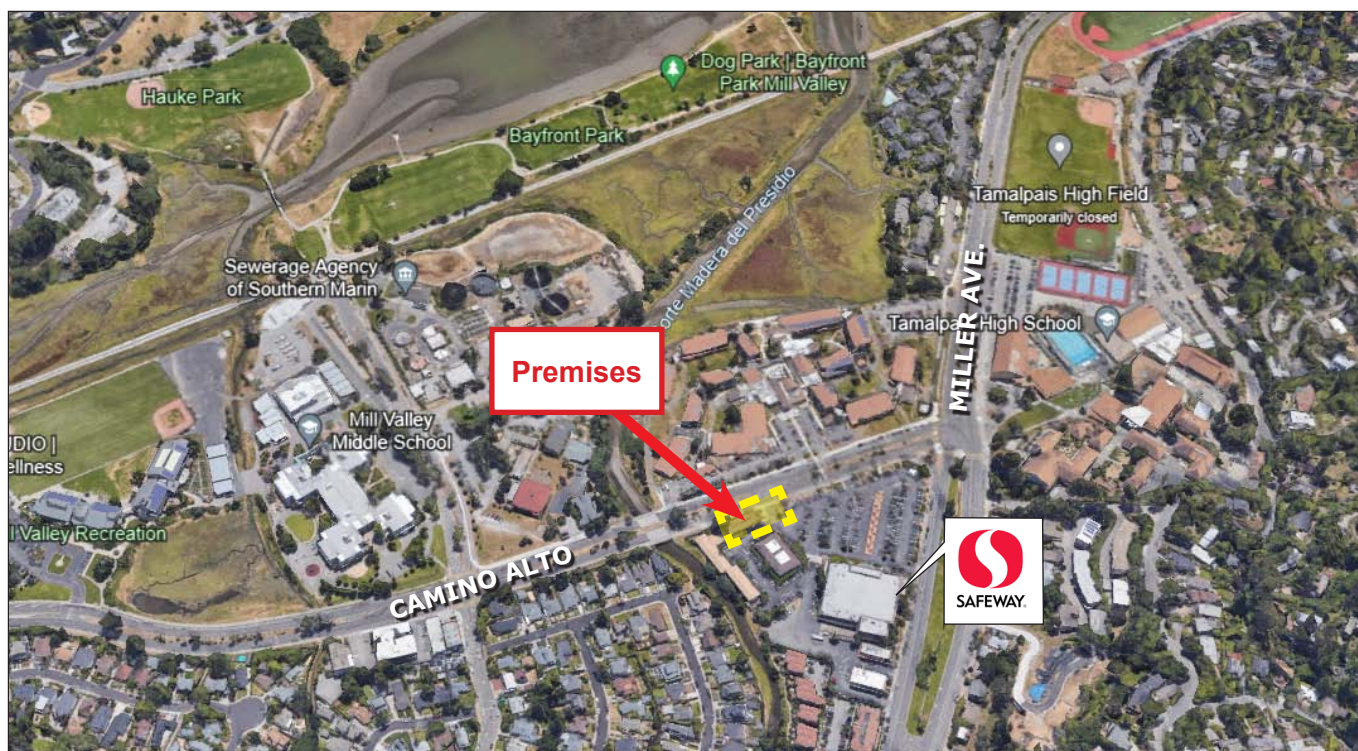 Hauke Park
Dog Park | Bayfront
Park Mill Valley
Bayfront Park
Tamalpais High Field
Temporarily closed
orte Madera del Presidio
Sewerage Agency
of Southern Marin
MILLER AVE.
Tamalpais High School
Premises
Mill Valley
Middle School
UDIO |
ellness
l Valley Recreation
CAMINO ALTO
SAFEWAY.